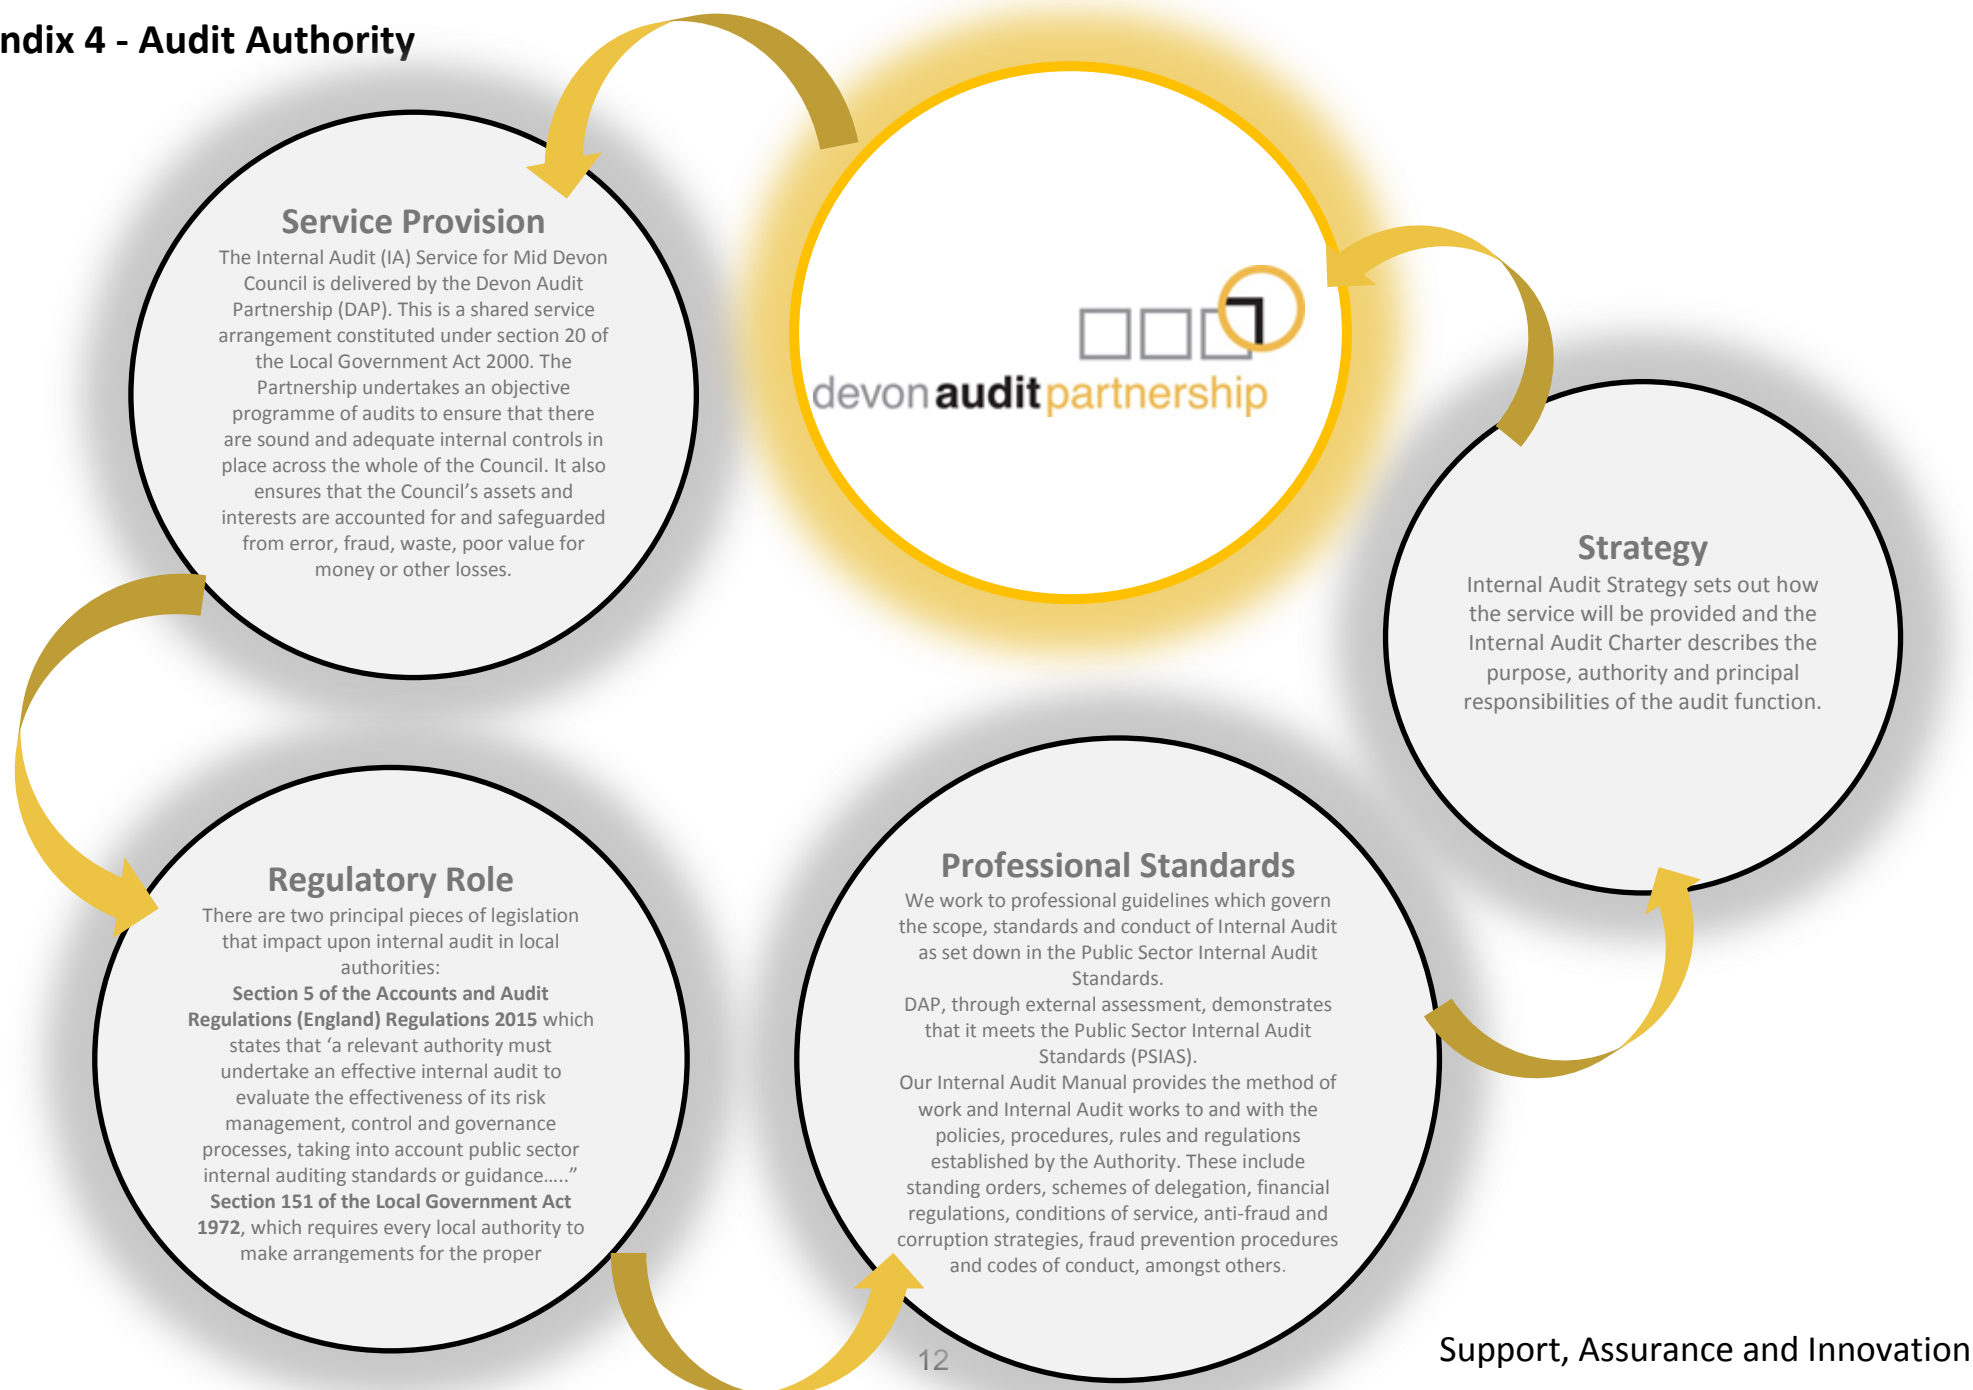 ndix 4 - Audit Authority
Service Provision
The Internal Audit (IA) Service for Mid Devon
Council is delivered by the Devon Audit
Partnership (DAP). This is a shared service
arrangement constituted under section 20 of
the Local Government Act 2000. The
Partnership undertakes an objective
programme of audits to ensure that there
are sound and adequate internal controls in
place across the whole of the Council. It also
ensures that the Council’s assets and
interests are accounted for and safeguarded
from error, fraud, waste, poor value for
money or other losses.
devon audit partnership
Strategy
Internal Audit Strategy sets out how
the service will be provided and the
Internal Audit Charter describes the
purpose, authority and principal
responsibilities of the audit function.
Regulatory Role
There are two principal pieces of legislation
that impact upon internal audit in local
authorities:
Section 5 of the Accounts and Audit
Regulations (England) Regulations 2015 which
states that ‘a relevant authority must
undertake an effective internal audit to
evaluate the effectiveness of its risk
management, control and governance
processes, taking into account public sector
internal auditing standards or guidance…..”
Section 151 of the Local Government Act
1972, which requires every local authority to
make arrangements for the proper
Professional Standards
We work to professional guidelines which govern
the scope, standards and conduct of Internal Audit
as set down in the Public Sector Internal Audit
Standards.
DAP, through external assessment, demonstrates
that it meets the Public Sector Internal Audit
Standards (PSIAS).
Our Internal Audit Manual provides the method of
work and Internal Audit works to and with the
policies, procedures, rules and regulations
established by the Authority. These include
standing orders, schemes of delegation, financial
regulations, conditions of service, anti-fraud and
corruption strategies, fraud prevention procedures
and codes of conduct, amongst others.
12
Support, Assurance and Innovation